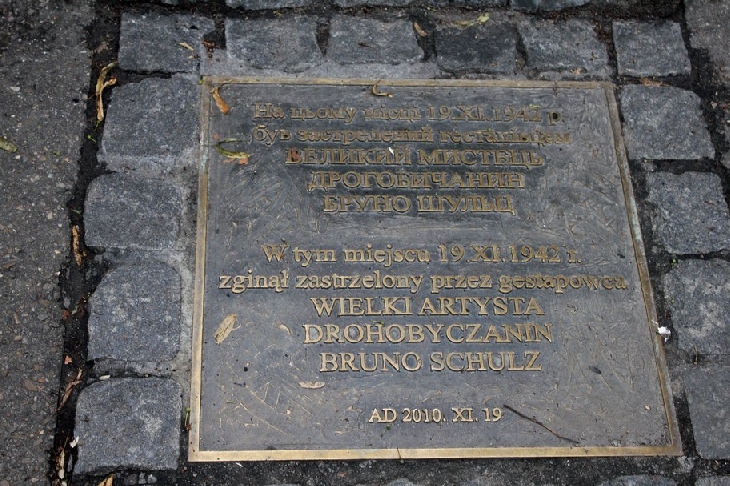 На цьому місці 19.XI.1942 р.
був застрелений гестапівцем
ВЕЛИКИЙ МИСТЕЦЬ
ДРОГОБИЧАНИН
БРУНО ШУЛЬЦ
W tym miejscu 19.XI.1942 r.
zginął zastrzelony przez gestapowca
WIELKI ARTYSTA
DROHOBYCZANIN
BRUNO SCHULZ
AD 2010. XI. 19